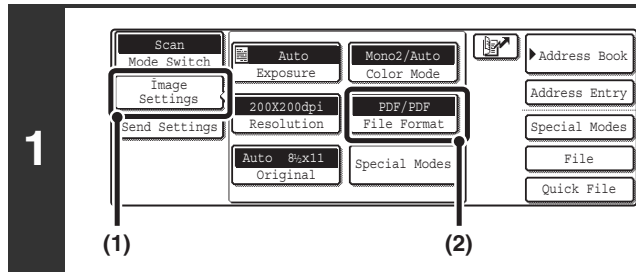 1
Scan
Mode Switch
Image
Settings
Send Settings
Auto
Exposure
Mono2/Auto
Color Mode
200X200dpi
Resolution
PDF/PDF
File Format
Auto 8½x11
Original
Special Modes
Address Book
Address Entry
Special Modes
File
Quick File
(1)
(2)